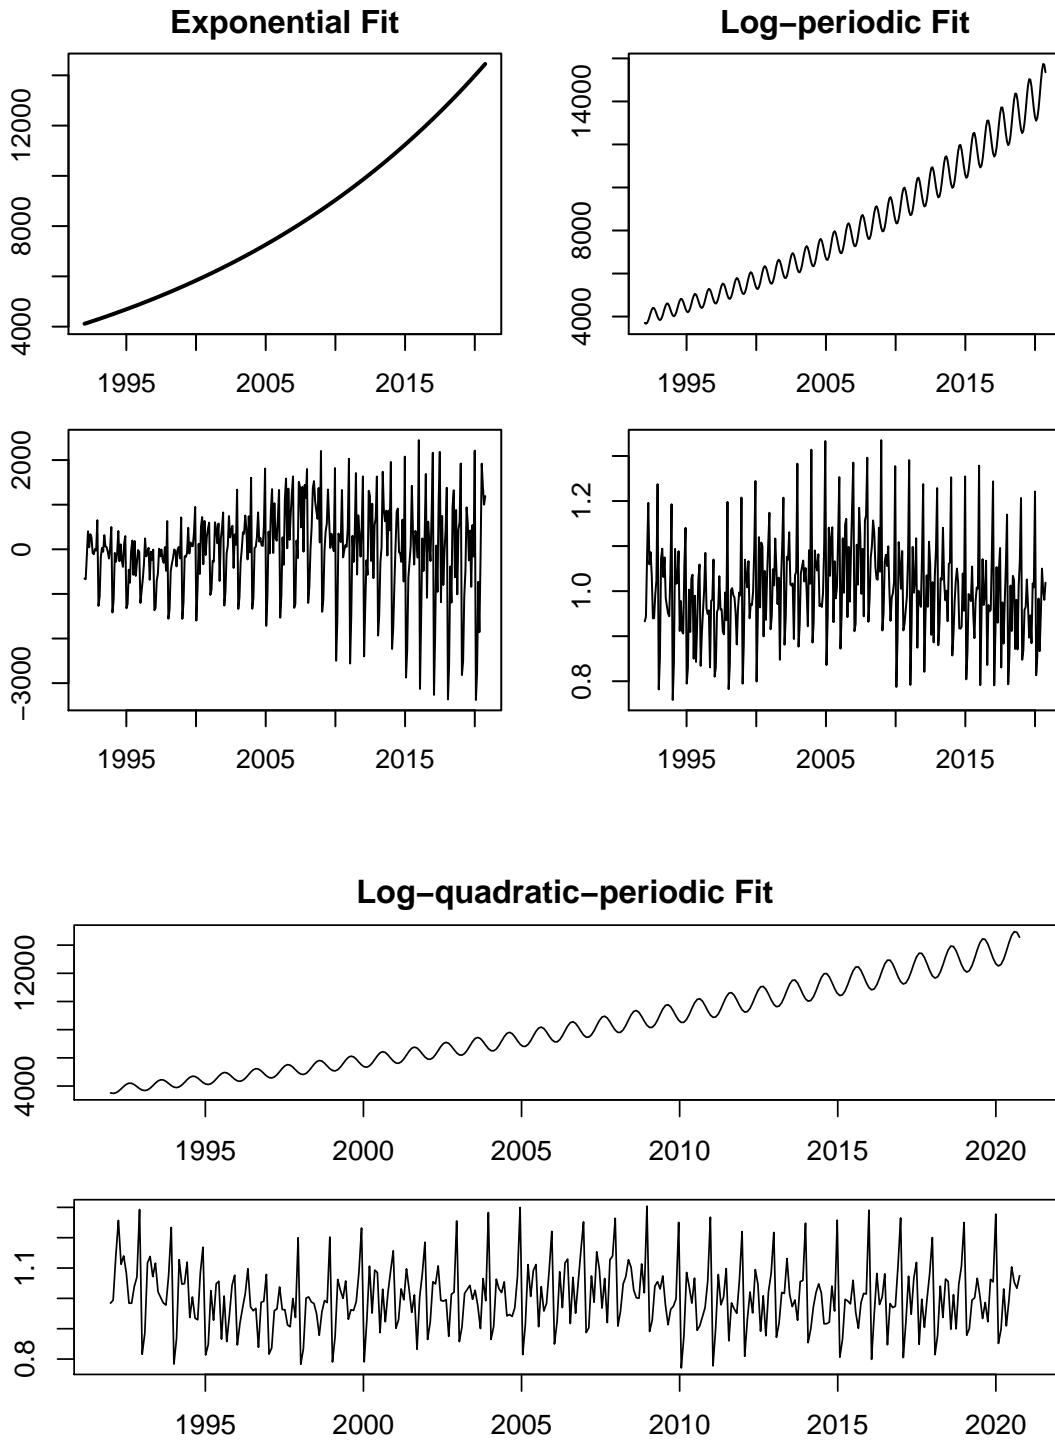 Exponential Fit
4000 8000 12000
1995 2005 2015
Log−periodic Fit
4000 8000 14000
1995 2005 2015
−3000 0 2000
1995 2005 2015
0.8 1.0 1.2
1995 2005 2015
Log−quadratic−periodic Fit
4000 12000
1995 2000 2005 2010 2015 2020
0.8 1.1
1995 2000 2005 2010 2015 2020